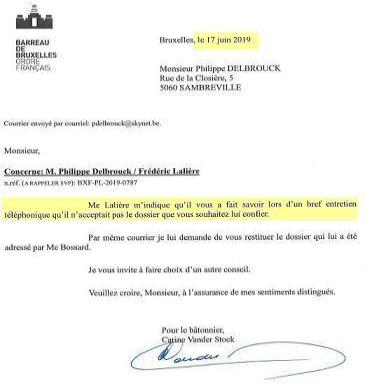 BARREAU
DE
BRUXELLES
ORDRE
FRANÇAIS
Bruxelles, le 17 juin 2019
Monsieur Philippe DELBROUCK
Rue de la Closière, 5
5060 SAMBREVILLE
Courrier envoyé par courriel: pdelbrouck@skynet.be.
Monsieur,
Concerne: M. Philippe Delbrouck / Frédéric Lalière
n.réf. (A RAPPELER SVP): BXF-PL-2019-0787
Me Lalière m'indique qu'il vous a fait savoir lors d'un bref entretien
téléphonique qu'il n'acceptait pas le dossier que vous souhaitez lui confier.
Par même courrier je lui demande de vous restituer le dossier qui lui a été
adressé par Me Bossard.
Je vous invite à faire choix d'un autre conseil.
Veuillez croire, Monsieur, à l'assurance de mes sentiments distingués.
Pour le bâtonnier,
Carine Vander Stock